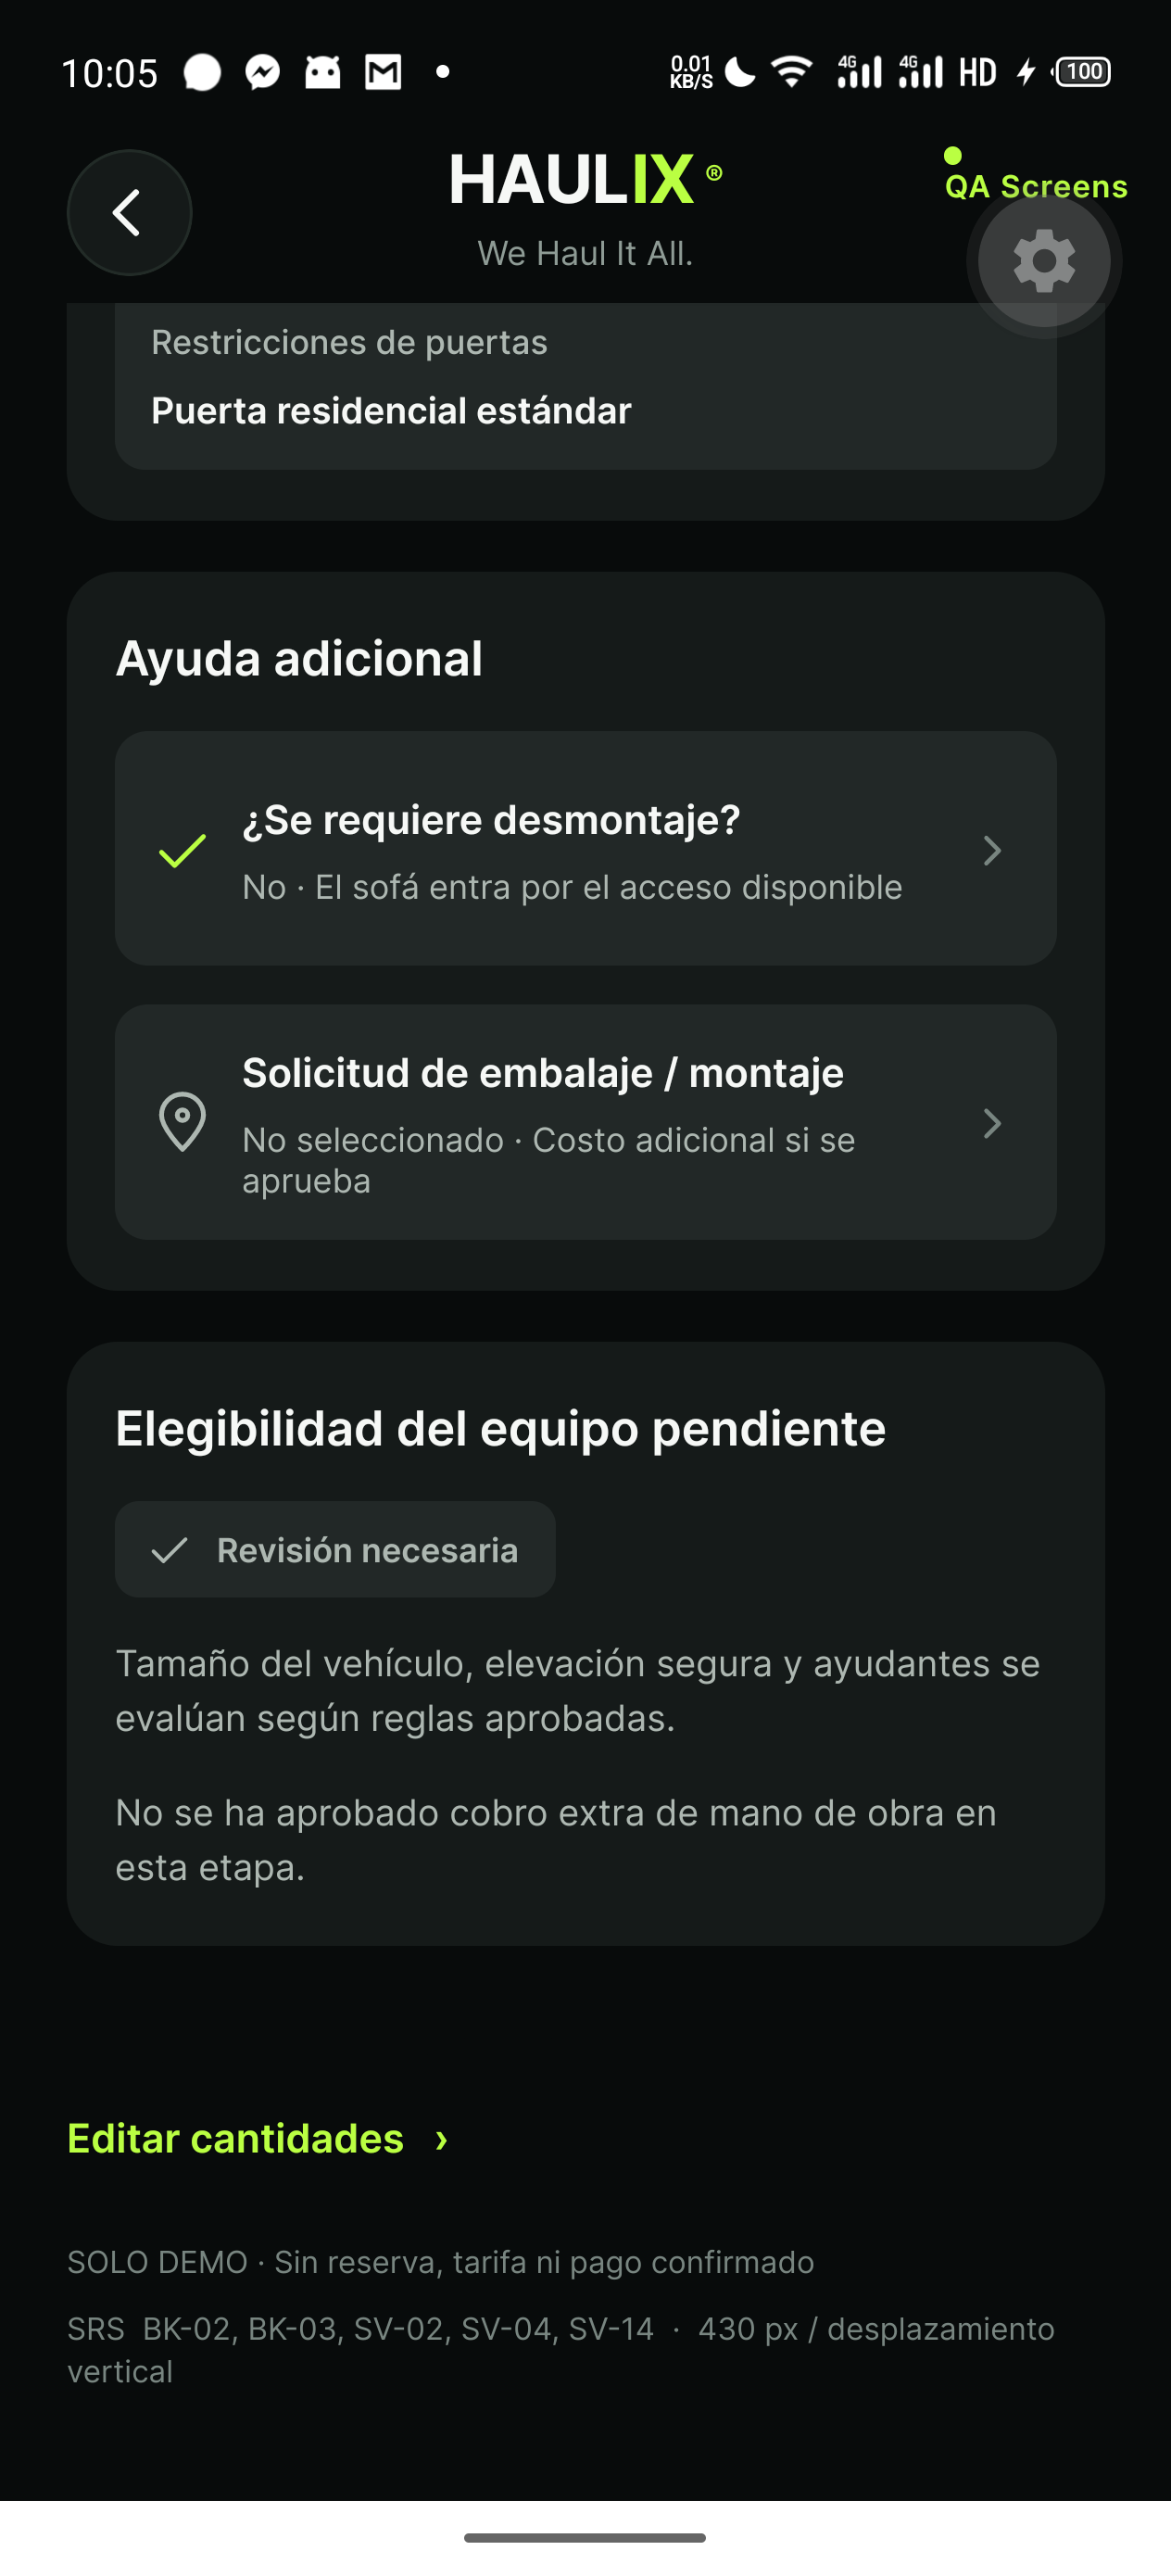 10:05
0.01 KB/S
4G
4G
HD
100
HAULIX®
QA Screens
We Haul It All.
Restricciones de puertas
Puerta residencial estándar
Ayuda adicional
¿Se requiere desmontaje?
No · El sofá entra por el acceso disponible
Solicitud de embalaje / montaje
No seleccionado · Costo adicional si se
aprueba
Elegibilidad del equipo pendiente
Revisión necesaria
Tamaño del vehículo, elevación segura y ayudantes se
evalúan según reglas aprobadas.
No se ha aprobado cobro extra de mano de obra en
esta etapa.
Editar cantidades ›
SOLO DEMO · Sin reserva, tarifa ni pago confirmado
SRS BK-02, BK-03, SV-02, SV-04, SV-14 · 430 px / desplazamiento
vertical